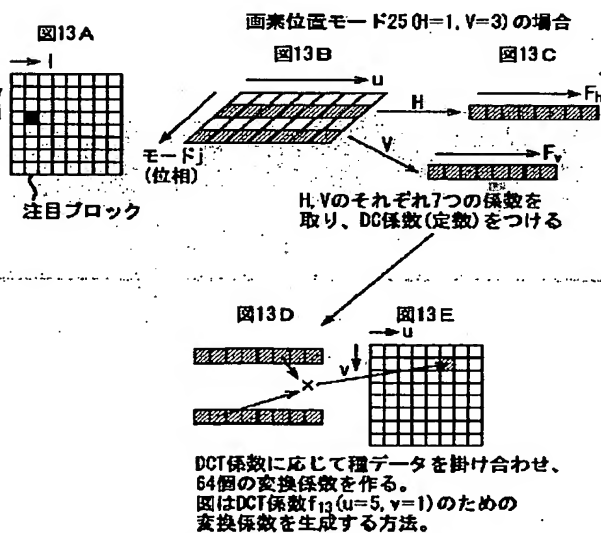 画素位置モード25(H=1, V=3)の場合
図13A
図13B
図13C
i
u
H
Fh
V
Fv
モードj
(位相)
注目ブロック
H,Vのそれぞれ7つの係数を
取り、DC係数(定数)をつける
図13D
図13E
u
v
×
DCT係数に応じて種データを掛け合わせ、
64個の変換係数を作る。
図はDCT係数f13(u=5, v=1)のための
変換係数を生成する方法。